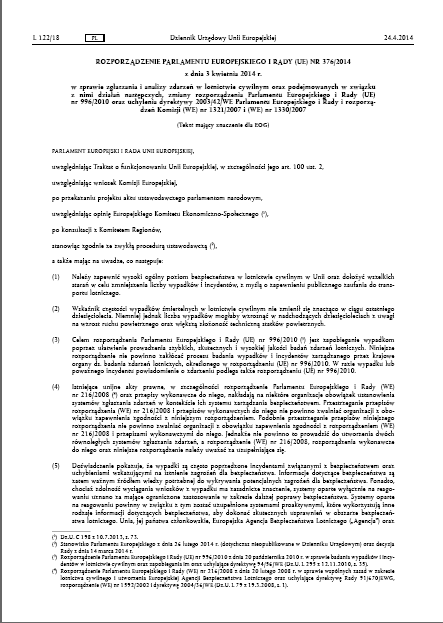 L 122/18 PL Dziennik Urzędowy Unii Europejskiej 24.4.2014
ROZPORZĄDZENIE PARLAMENTU EUROPEJSKIEGO I RADY (UE) NR 376/2014
z dnia 3 kwietnia 2014 r.
w sprawie zgłaszania i analizy zdarzeń w lotnictwie cywilnym oraz podejmowanych w związku
z nimi działań następczych, zmiany rozporządzenia Parlamentu Europejskiego i Rady (UE)
nr 996/2010 oraz uchylenia dyrektywy 2003/42/WE Parlamentu Europejskiego i Rady i rozporzą-
dzeń Komisji (WE) nr 1321/2007 i (WE) nr 1330/2007
(Tekst mający znaczenie dla EOG)
PARLAMENT EUROPEJSKI I RADA UNII EUROPEJSKIEJ,
uwzględniając Traktat o funkcjonowaniu Unii Europejskiej, w szczególności jego art. 100 ust. 2,
uwzględniając wniosek Komisji Europejskiej,
po przekazaniu projektu aktu ustawodawczego parlamentom narodowym,
uwzględniając opinię Europejskiego Komitetu Ekonomiczno-Społecznego (¹),
po konsultacji z Komitetem Regionów,
stanowiąc zgodnie ze zwykłą procedurą ustawodawczą (²),
a także mając na uwadze, co następuje:
(1) Należy zapewnić wysoki ogólny poziom bezpieczeństwa w lotnictwie cywilnym w Unii oraz dołożyć wszelkich
starań w celu zmniejszenia liczby wypadków i incydentów, z myślą o zapewnieniu publicznego zaufania do trans-
portu lotniczego.
(2) Wskaźnik częstości wypadków śmiertelnych w lotnictwie cywilnym nie zmienił się znacząco w ciągu ostatniego
dziesięciolecia. Niemniej jednak liczba wypadków mogłaby wzrosnąć w nadchodzących dziesięcioleciach z uwagi
na wzrost ruchu powietrznego oraz większą złożoność techniczną statków powietrznych.
(3) Celem rozporządzenia Parlamentu Europejskiego i Rady (UE) nr 996/2010 (³) jest zapobieganie wypadkom
poprzez ułatwienie prowadzenia szybkich, skutecznych i wysokiej jakości badań zdarzeń lotniczych. Niniejsze
rozporządzenie nie powinno zakłócać procesu badania wypadków i incydentów zarządzanego przez krajowe
organy ds. badania zdarzeń lotniczych, określonego w rozporządzeniu (UE) nr 996/2010. W razie wypadku lub
poważnego incydentu powiadomienie o zdarzeniu podlega także rozporządzeniu (UE) nr 996/2010.
(4) Istniejące unijne akty prawne, w szczególności rozporządzenie Parlamentu Europejskiego i Rady (WE)
nr 216/2008 (⁴) oraz przepisy wykonawcze do niego, nakładają na niektóre organizacje obowiązek ustanowienia
systemów zgłaszania zdarzeń w kontekście ich systemu zarządzania bezpieczeństwem. Przestrzeganie przepisów
rozporządzenia (WE) nr 216/2008 i przepisów wykonawczych do niego nie powinno zwalniać organizacji z obo-
wiązku zapewnienia zgodności z niniejszym rozporządzeniem. Podobnie przestrzeganie przepisów niniejszego
rozporządzenia nie powinno zwalniać organizacji z obowiązku zapewnienia zgodności z rozporządzeniem (WE)
nr 216/2008 i przepisami wykonawczymi do niego. Jednakże nie powinno to prowadzić do utworzenia dwóch
równoległych systemów zgłaszania zdarzeń, a rozporządzenie (WE) nr 216/2008, rozporządzenia wykonawcze
do niego oraz niniejsze rozporządzenie należy uważać za uzupełniające się.
(5) Doświadczenie pokazuje, że wypadki są często poprzedzone incydentami związanymi z bezpieczeństwem oraz
uchybieniami wskazującymi na istnienie zagrożeń dla bezpieczeństwa. Informacje dotyczące bezpieczeństwa są
zatem ważnym źródłem wiedzy potrzebnej do wykrywania potencjalnych zagrożeń dla bezpieczeństwa. Ponadto,
chociaż zdolność wyciągania wniosków z wypadku ma zasadnicze znaczenie, systemy oparte wyłącznie na reago-
waniu uznano za mające ograniczone zastosowanie w zakresie dalszej poprawy bezpieczeństwa. Systemy oparte
na reagowaniu powinny w związku z tym zostać uzupełnione systemami proaktywnymi, które wykorzystują inne
rodzaje informacji dotyczących bezpieczeństwa, aby dokonać skutecznych usprawnień w obszarze bezpieczeń-
stwa lotniczego. Unia, jej państwa członkowskie, Europejska Agencja Bezpieczeństwa Lotniczego („Agencja”) oraz
(¹) Dz.U. C 198 z 10.7.2013, s. 73.
(²) Stanowisko Parlamentu Europejskiego z dnia 26 lutego 2014 r. (dotychczas nieopublikowane w Dzienniku Urzędowym) oraz decyzja
Rady z dnia 14 marca 2014 r.
(³) Rozporządzenie Parlamentu Europejskiego i Rady (UE) nr 996/2010 z dnia 20 października 2010 r. w sprawie badania wypadków i incy-
dentów w lotnictwie cywilnym oraz zapobiegania im oraz uchylające dyrektywę 94/56/WE (Dz.U. L 295 z 12.11.2010, s. 35).
(⁴) Rozporządzenie Parlamentu Europejskiego i Rady (WE) nr 216/2008 z dnia 20 lutego 2008 r. w sprawie wspólnych zasad w zakresie
lotnictwa cywilnego i utworzenia Europejskiej Agencji Bezpieczeństwa Lotniczego oraz uchylające dyrektywę Rady 91/670/EWG,
rozporządzenie (WE) nr 1592/2002 i dyrektywę 2004/36/WE (Dz.U. L 79 z 19.3.2008, s. 1).